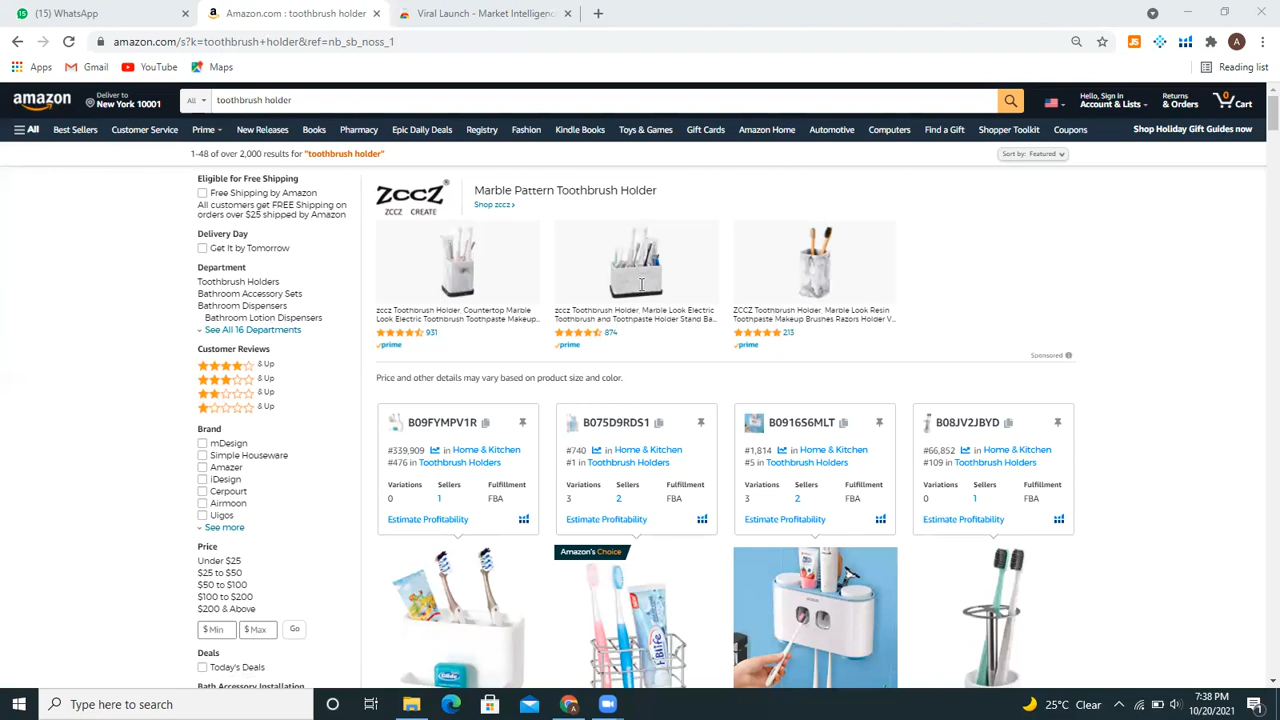 15
WhatsApp
Amazon.com : toothbrush holder
Viral Launch - Market Intelligenc
amazon.com/s?k=toothbrush+holder&ref=nb_sb_noss_1
JS
A
Apps
Gmail
YouTube
Maps
Reading list
amazon
Deliver to
New York 10001
All
toothbrush holder
Hello, Sign in
Account & Lists
Returns
& Orders
0
Cart
All
Best Sellers
Customer Service
Prime
New Releases
Books
Pharmacy
Epic Daily Deals
Registry
Fashion
Kindle Books
Toys & Games
Gift Cards
Amazon Home
Automotive
Computers
Find a Gift
Shopper Toolkit
Coupons
Shop Holiday Gift Guides now
1-48 of over 2,000 results for "toothbrush holder"
Sort by: Featured
Eligible for Free Shipping
Free Shipping by Amazon
All customers get FREE Shipping on
orders over $25 shipped by Amazon
Delivery Day
Get It by Tomorrow
Department
Toothbrush Holders
Bathroom Accessory Sets
Bathroom Dispensers
Bathroom Lotion Dispensers
See All 16 Departments
Customer Reviews
& Up
& Up
& Up
& Up
Brand
mDesign
Simple Houseware
Amazer
iDesign
Cerpourt
Airmoon
Uigos
See more
Price
Under $25
$25 to $50
$50 to $100
$100 to $200
$200 & Above
$ Min
$ Max
Go
Deals
Today's Deals
Bath Accessory Installation
zccz®
ZCCZ CREATE
Marble Pattern Toothbrush Holder
Shop zccz ›
zccz Toothbrush Holder, Countertop Marble
Look Electric Toothbrush Toothpaste Makeup...
931
prime
zccz Toothbrush Holder, Marble Look Electric
Toothbrush and Toothpaste Holder Stand Ba...
874
prime
ZCCZ Toothbrush Holder, Marble Look Resin
Toothpaste Makeup Brushes Razors Holder V...
213
prime
Sponsored
Price and other details may vary based on product size and color.
B09FYMPV1R
#339,909 in Home & Kitchen
#476 in Toothbrush Holders
Variations Sellers Fulfillment
0 1 FBA
Estimate Profitability
B075D9RDS1
#740 in Home & Kitchen
#1 in Toothbrush Holders
Variations Sellers Fulfillment
3 2 FBA
Estimate Profitability
B0916S6MLT
#1,814 in Home & Kitchen
#5 in Toothbrush Holders
Variations Sellers Fulfillment
3 2 FBA
Estimate Profitability
B08JV2JBYD
#66,852 in Home & Kitchen
#109 in Toothbrush Holders
Variations Sellers Fulfillment
0 1 FBA
Estimate Profitability
Amazon's Choice
Type here to search
25°C Clear
7:38 PM
10/20/2021